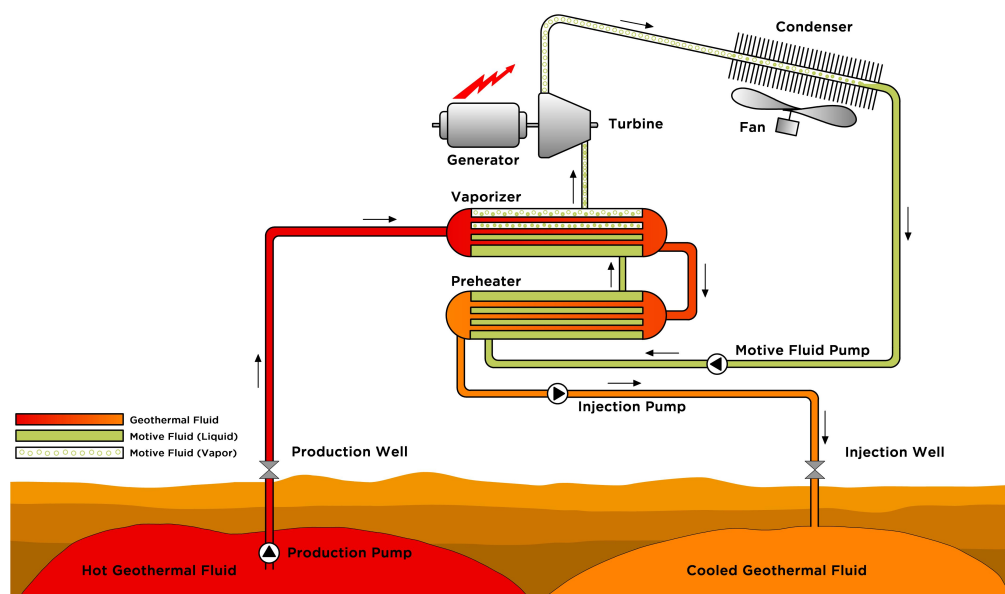 Condenser
Turbine
Fan
Generator
Vaporizer
Preheater
Motive Fluid Pump
Injection Pump
Geothermal Fluid
Motive Fluid (Liquid)
Motive Fluid (Vapor)
Production Well
Injection Well
Production Pump
Hot Geothermal Fluid
Cooled Geothermal Fluid